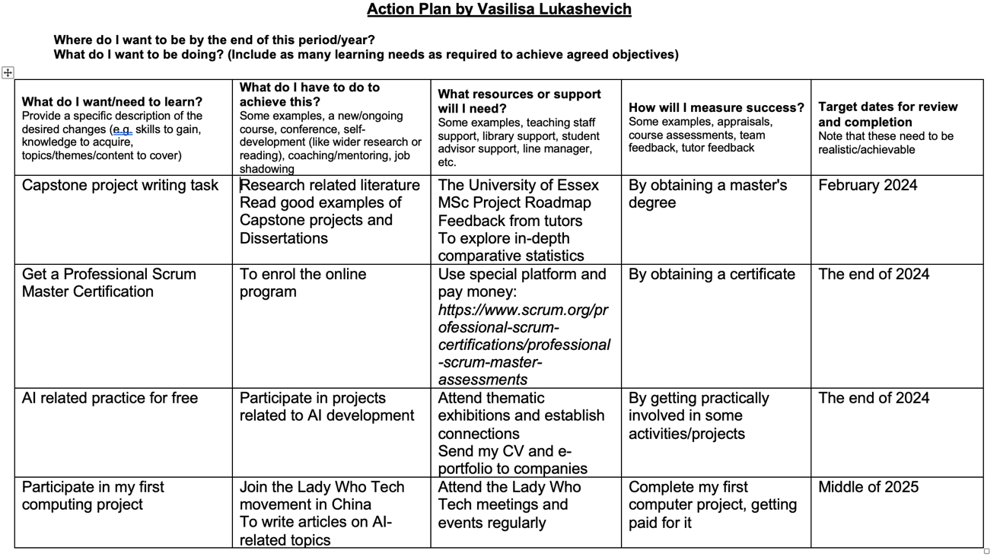 Action Plan by Vasilisa Lukashevich
Where do I want to be by the end of this period/year?
What do I want to be doing? (Include as many learning needs as required to achieve agreed objectives)
What do I want/need to learn?
Provide a specific description of the
desired changes (e.g. skills to gain,
knowledge to acquire,
topics/themes/content to cover)
What do I have to do to
achieve this?
Some examples, a new/ongoing
course, conference, self-
development (like wider research or
reading), coaching/mentoring, job
shadowing
What resources or support
will I need?
Some examples, teaching staff
support, library support, student
advisor support, line manager,
etc.
How will I measure success?
Some examples, appraisals,
course assessments, team
feedback, tutor feedback
Target dates for review
and completion
Note that these need to be
realistic/achievable
Capstone project writing task
Research related literature
Read good examples of
Capstone projects and
Dissertations
The University of Essex
MSc Project Roadmap
Feedback from tutors
To explore in-depth
comparative statistics
By obtaining a master's
degree
February 2024
Get a Professional Scrum
Master Certification
To enrol the online
program
Use special platform and
pay money:
https://www.scrum.org/pr
ofessional-scrum-
certifications/professional
-scrum-master-
assessments
By obtaining a certificate
The end of 2024
AI related practice for free
Participate in projects
related to AI development
Attend thematic
exhibitions and establish
connections
Send my CV and e-
portfolio to companies
By getting practically
involved in some
activities/projects
The end of 2024
Participate in my first
computing project
Join the Lady Who Tech
movement in China
To write articles on AI-
related topics
Attend the Lady Who
Tech meetings and
events regularly
Complete my first
computer project, getting
paid for it
Middle of 2025